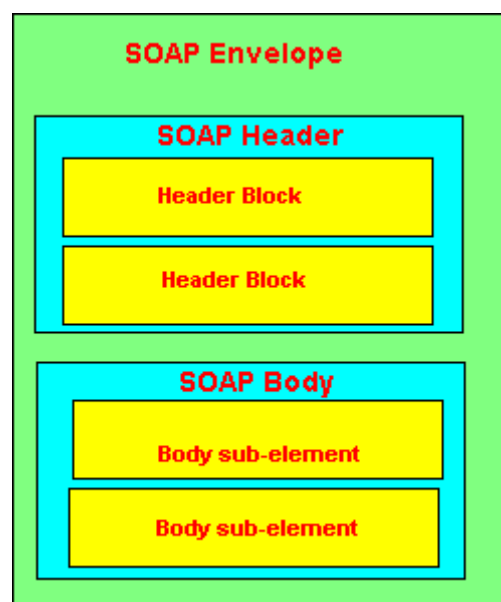 SOAP Envelope
SOAP Header
Header Block
Header Block
SOAP Body
Body sub-element
Body sub-element